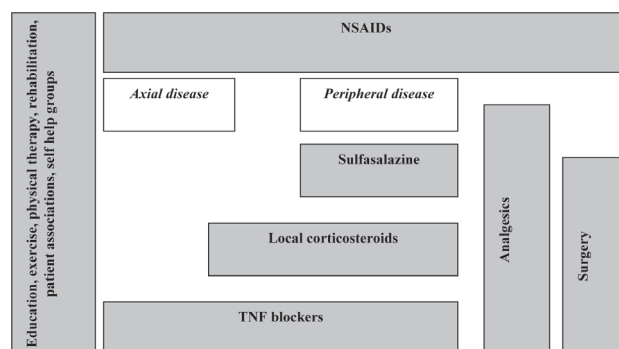 Education, exercise, physical therapy, rehabilitation,
patient associations, self help groups
NSAIDs
Axial disease
Peripheral disease
Sulfasalazine
Local corticosteroids
TNF blockers
Analgesics
Surgery